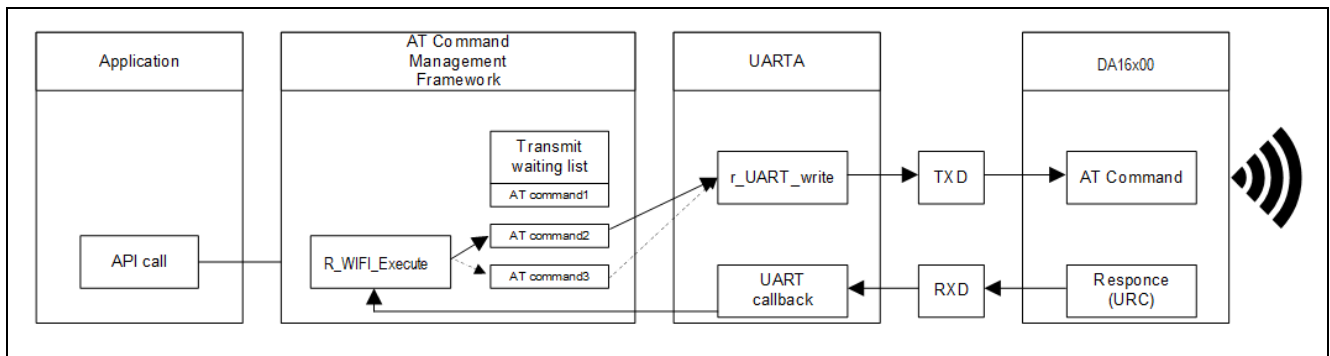 Application
API call
AT Command
Management
Framework
Transmit
waiting list
AT command1
AT command2
AT command3
R_WIFI_Execute
UARTA
r_UART_write
UART
callback
TXD
RXD
DA16x00
AT Command
Responce
(URC)